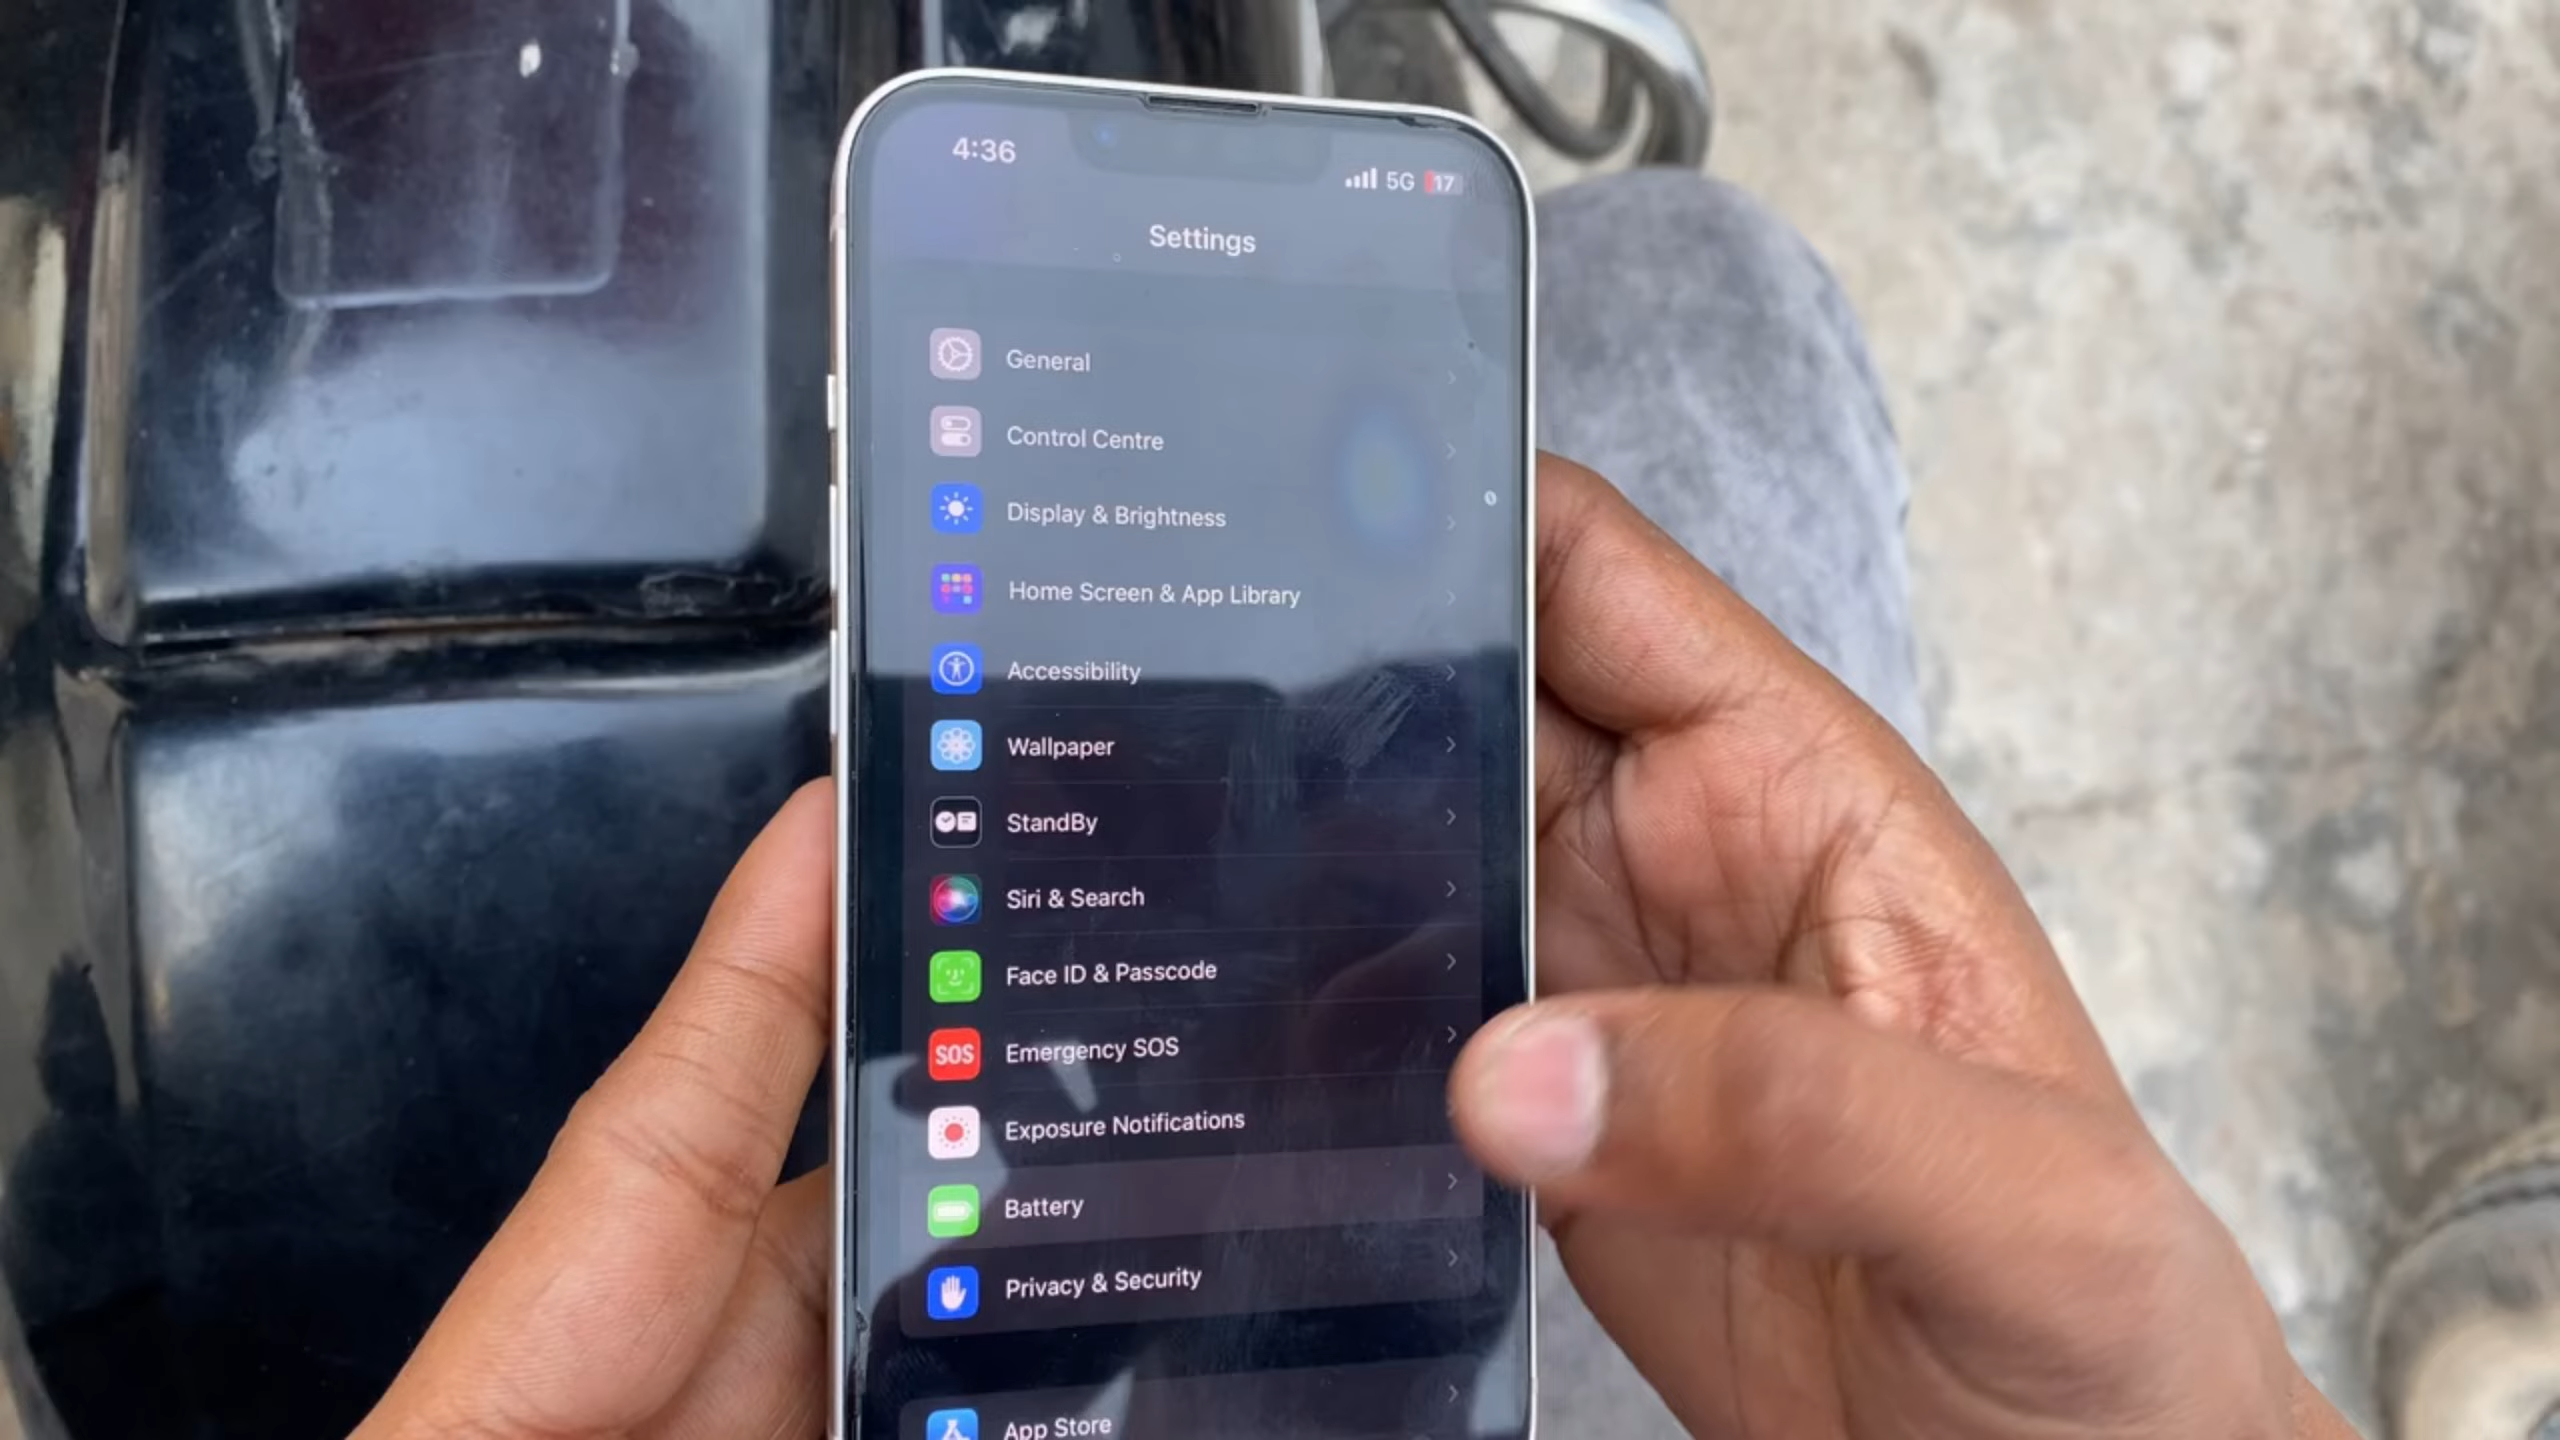 4:36
5G 17
Settings
General
Control Centre
Display & Brightness
Home Screen & App Library
Accessibility
Wallpaper
StandBy
Siri & Search
Face ID & Passcode
SOS Emergency SOS
Exposure Notifications
Battery
Privacy & Security
App Store